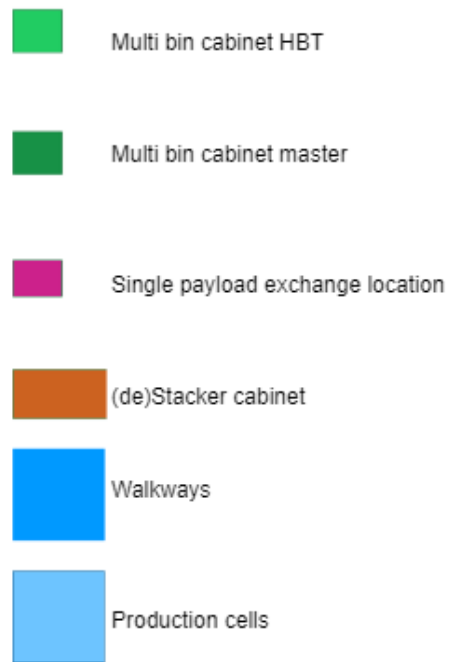 Multi bin cabinet HBT
Multi bin cabinet master
Single payload exchange location
(de)Stacker cabinet
Walkways
Production cells